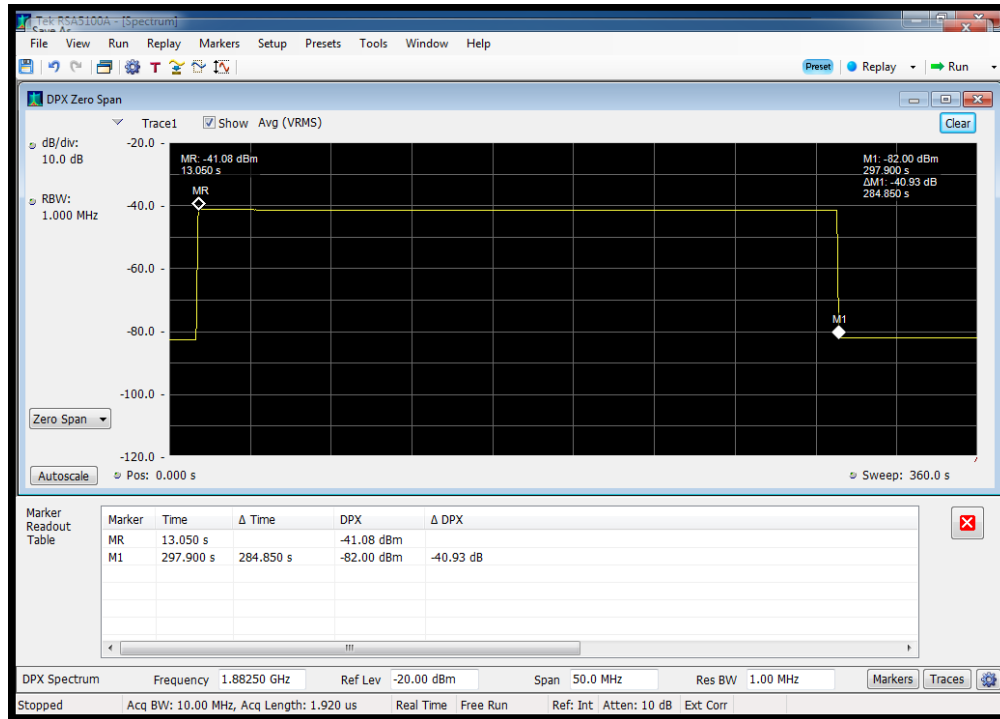 Tek RSA5100A - [Spectrum]
Save As
File View Run Replay Markers Setup Presets Tools Window Help
T Preset Replay Run
DPX Zero Span
Trace1 Show Avg (VRMS) Clear
dB/div:
10.0 dB
RBW:
1.000 MHz
-20.0
-40.0
-60.0
-80.0
-100.0
-120.0
MR: -41.08 dBm
13.050 s
MR
M1: -82.00 dBm
297.900 s
ΔM1: -40.93 dB
284.850 s
M1
Zero Span
Autoscale Pos: 0.000 s Sweep: 360.0 s
Marker
Readout
Table
Marker Time Δ Time DPX Δ DPX
MR 13.050 s -41.08 dBm
M1 297.900 s 284.850 s -82.00 dBm -40.93 dB
DPX Spectrum Frequency 1.88250 GHz Ref Lev -20.00 dBm Span 50.0 MHz Res BW 1.00 MHz Markers Traces
Stopped Acq BW: 10.00 MHz, Acq Length: 1.920 us Real Time Free Run Ref: Int Atten: 10 dB Ext Corr